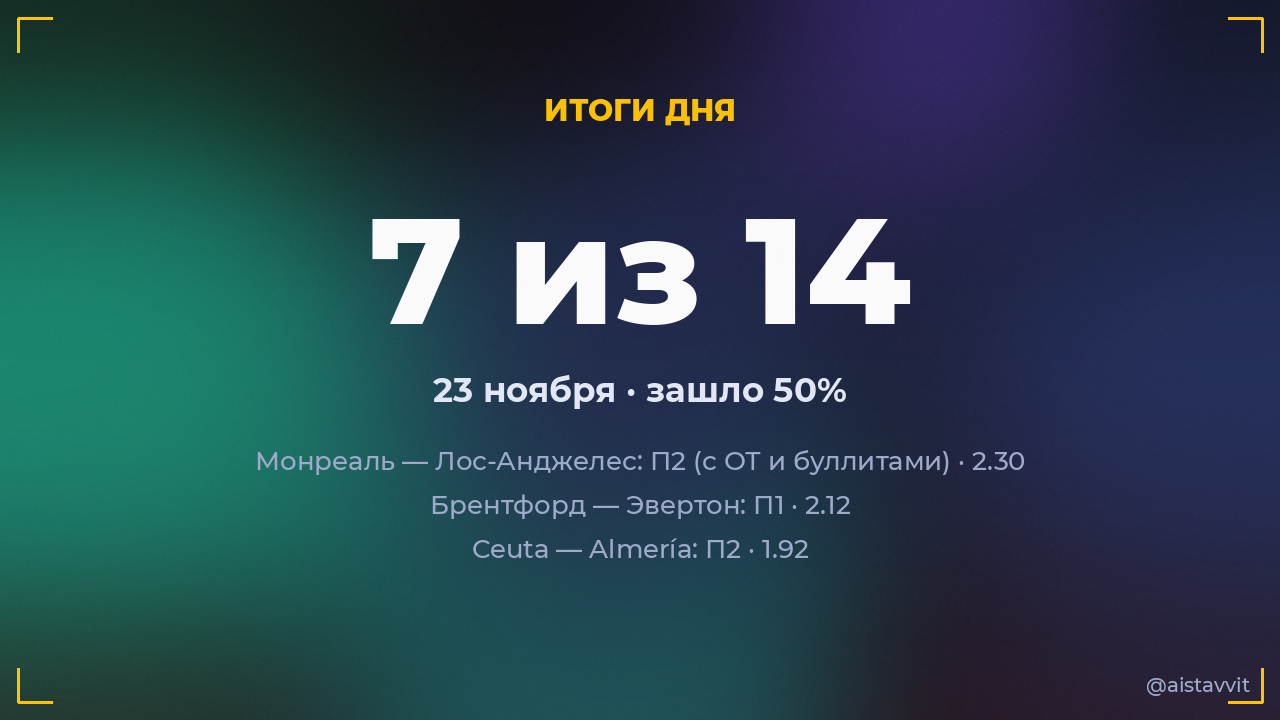 ИТОГИ ДНЯ
7 из 14
23 ноября · зашло 50%
Монреаль — Лос-Анджелес: П2 (с ОТ и буллитами) · 2.30
Брентфорд — Эвертон: П1 · 2.12
Ceuta — Almería: П2 · 1.92
@aistavvit